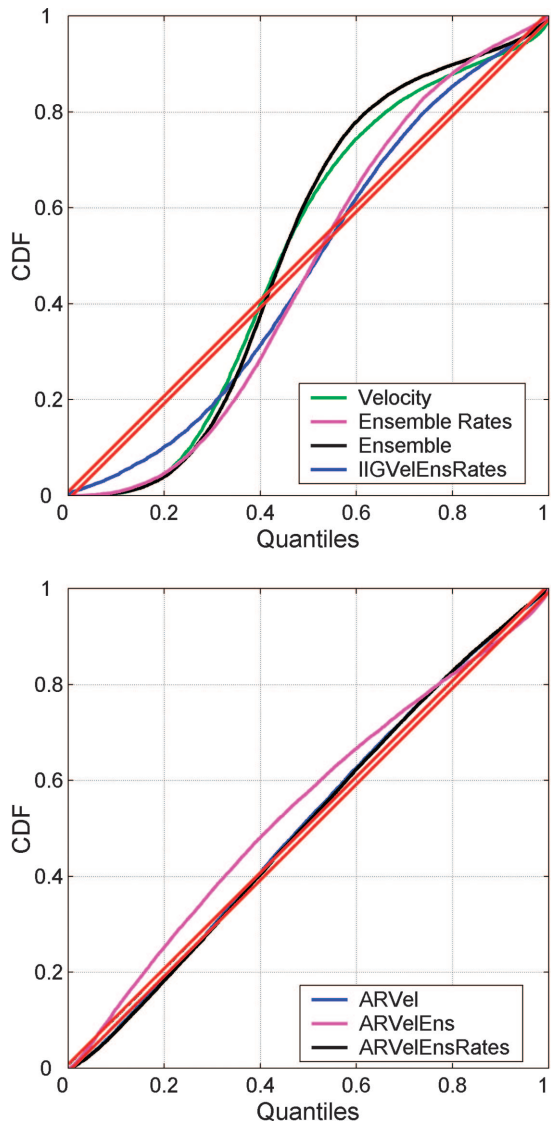 1
0.8
0.6
0.4
0.2
0
CDF
Velocity
Ensemble Rates
Ensemble
IIGVelEnsRates
0 0.2 0.4 0.6 0.8 1
Quantiles
1
0.8
0.6
0.4
0.2
0
CDF
ARVel
ARVelEns
ARVelEnsRates
0 0.2 0.4 0.6 0.8 1
Quantiles